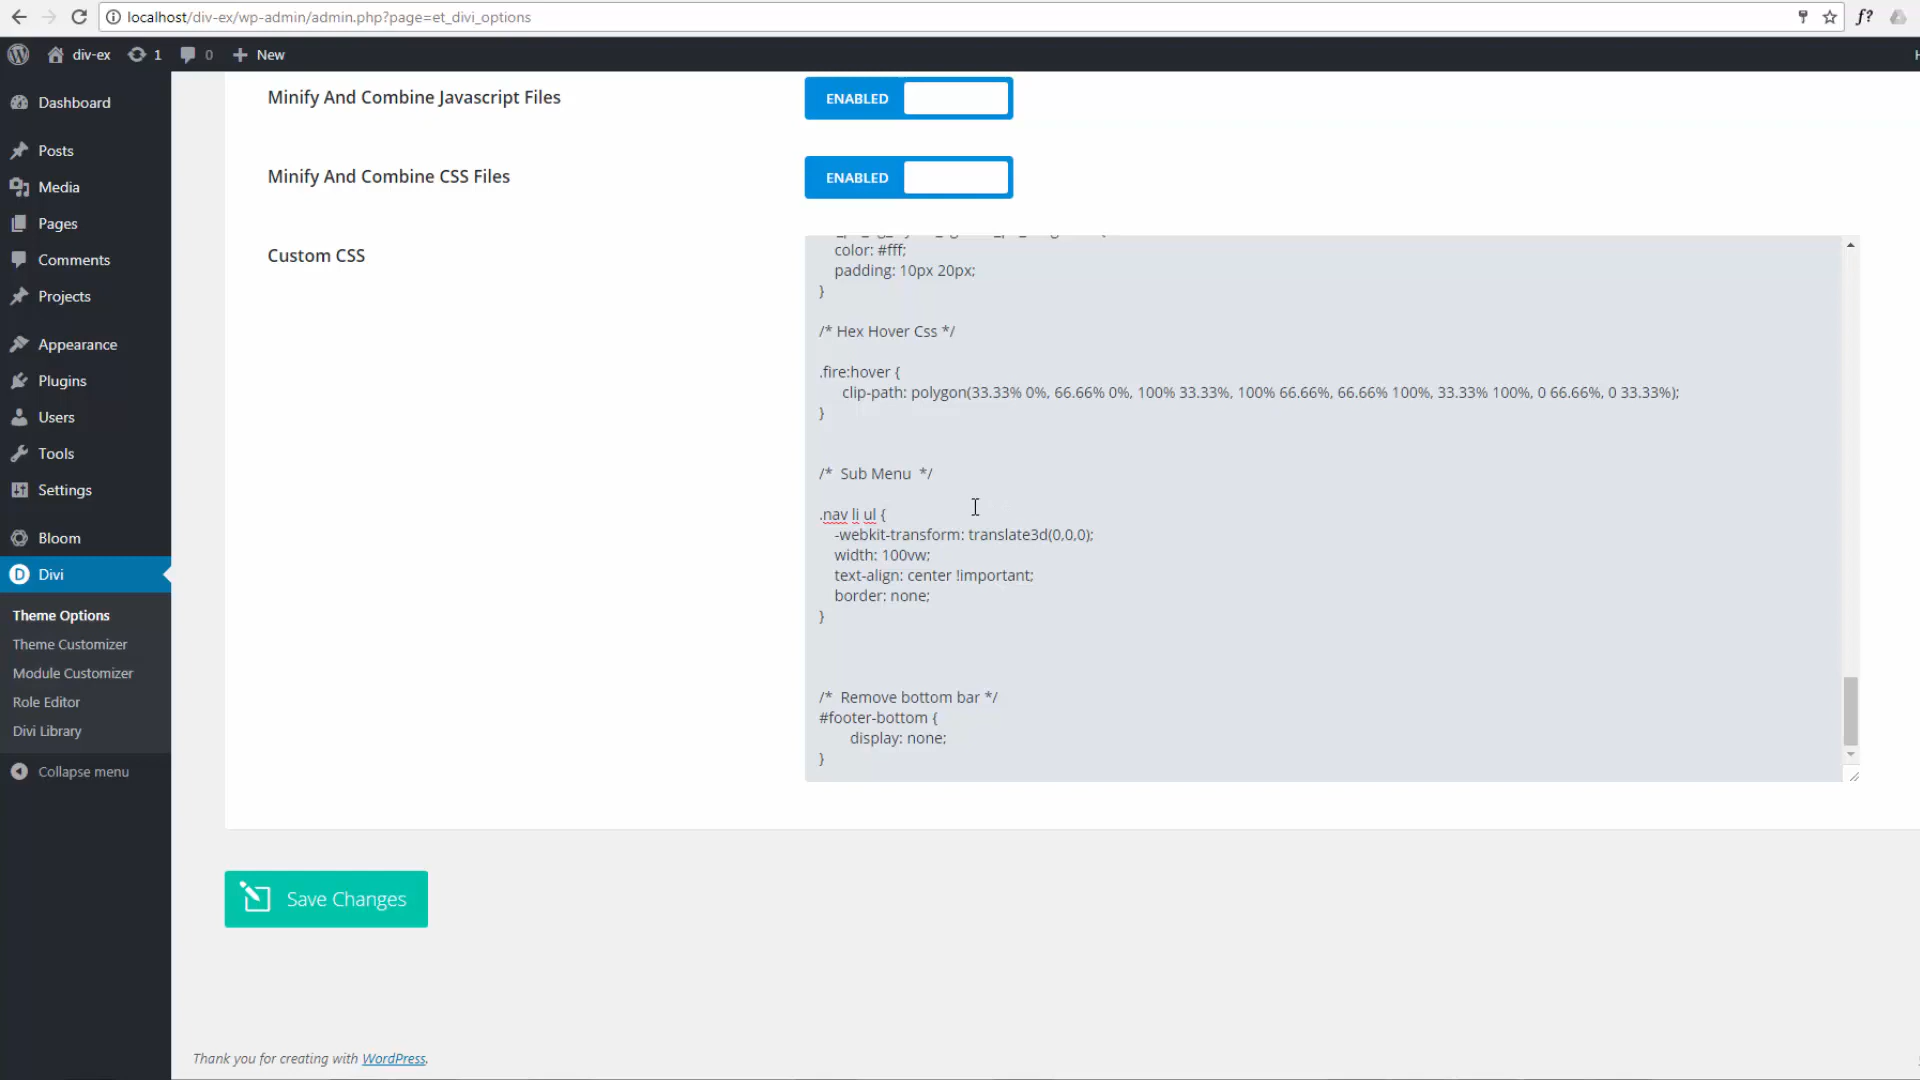 localhost/div-ex/wp-admin/admin.php?page=et_divi_options
f?
div-ex
1
0
New
Dashboard
Posts
Media
Pages
Comments
Projects
Appearance
Plugins
Users
Tools
Settings
Bloom
D Divi
Theme Options
Theme Customizer
Module Customizer
Role Editor
Divi Library
Collapse menu
Minify And Combine Javascript Files
ENABLED
Minify And Combine CSS Files
ENABLED
Custom CSS
color: #fff;
padding: 10px 20px;
}
/* Hex Hover Css */
.fire:hover {
clip-path: polygon(33.33% 0%, 66.66% 0%, 100% 33.33%, 100% 66.66%, 66.66% 100%, 33.33% 100%, 0 66.66%, 0 33.33%);
}
/*  Sub Menu  */
.nav li ul {
-webkit-transform: translate3d(0,0,0);
width: 100vw;
text-align: center !important;
border: none;
}
/*  Remove bottom bar */
#footer-bottom {
display: none;
}
Save Changes
Thank you for creating with WordPress.